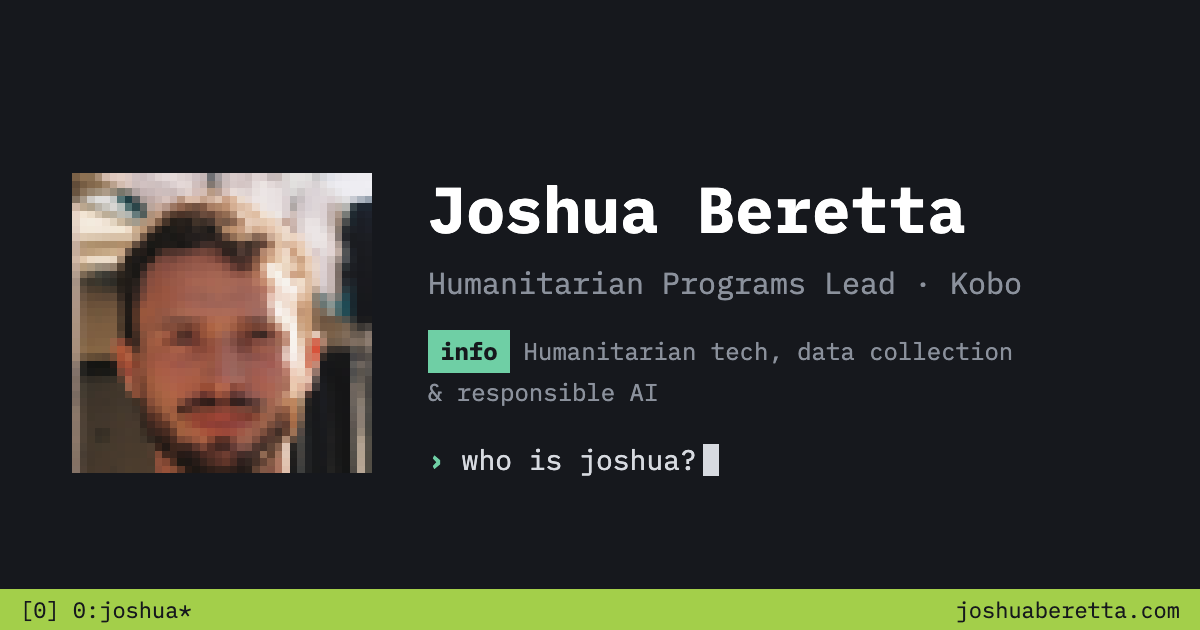 Joshua Beretta
Humanitarian Programs Lead · Kobo
info Humanitarian tech, data collection
& responsible AI
› who is joshua?
[0] 0:joshua*
joshuaberetta.com